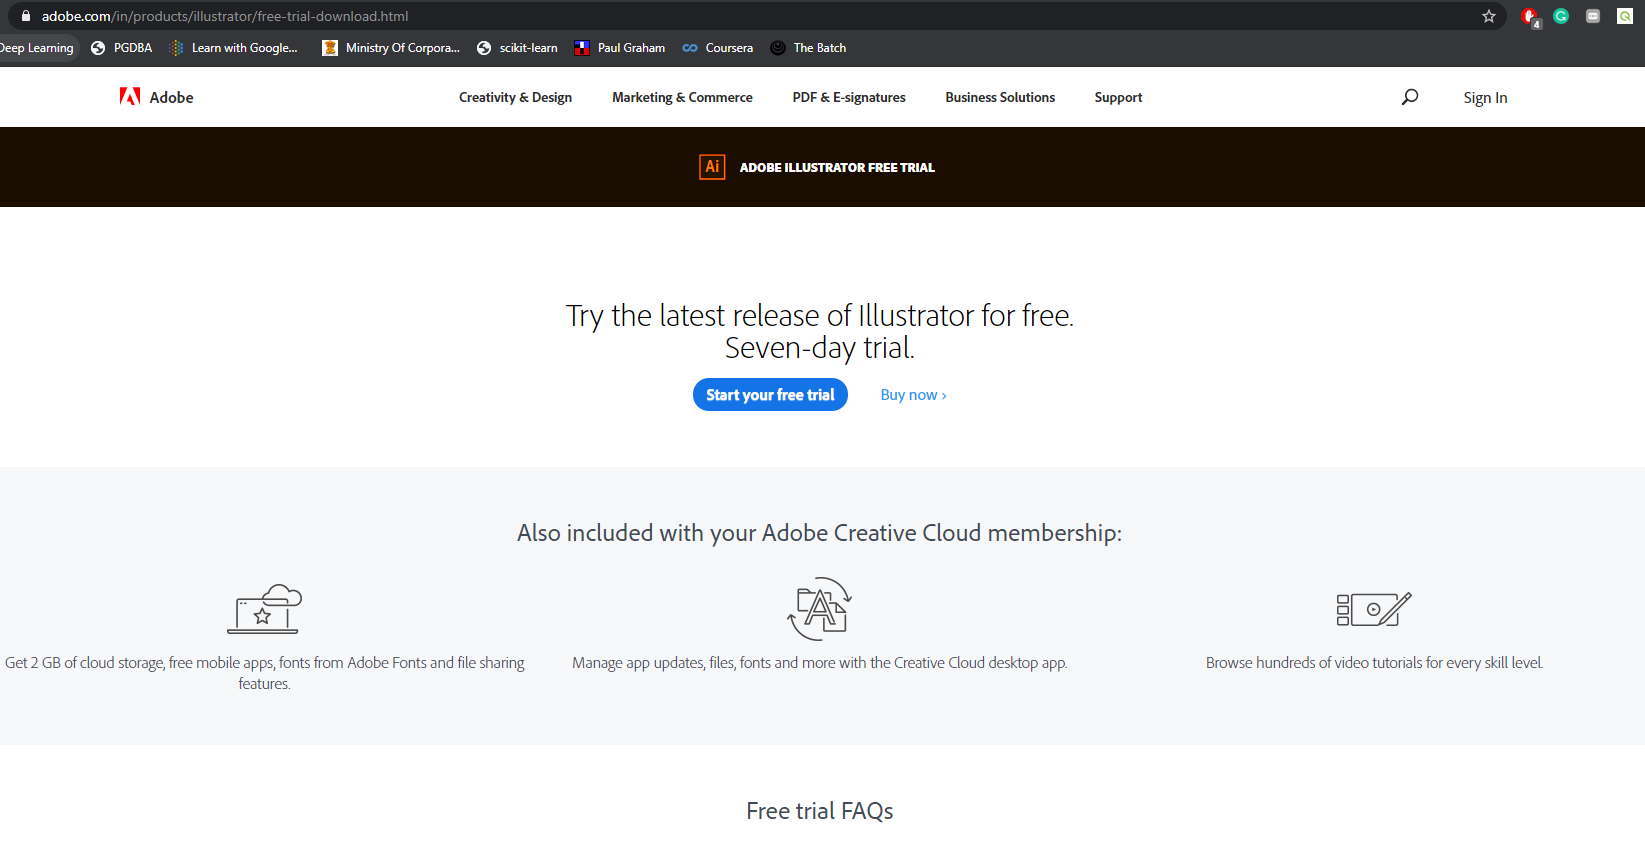 adobe.com/in/products/illustrator/free-trial-download.html
4
Deep Learning PGDBA Learn with Google... Ministry Of Corpora... scikit-learn Paul Graham Coursera The Batch
Adobe Creativity & Design Marketing & Commerce PDF & E-signatures Business Solutions Support Sign In
Ai ADOBE ILLUSTRATOR FREE TRIAL
Try the latest release of Illustrator for free.
Seven-day trial.
Start your free trial Buy now ›
Also included with your Adobe Creative Cloud membership:
Get 2 GB of cloud storage, free mobile apps, fonts from Adobe Fonts and file sharing
features.
Manage app updates, files, fonts and more with the Creative Cloud desktop app.
Browse hundreds of video tutorials for every skill level.
Free trial FAQs